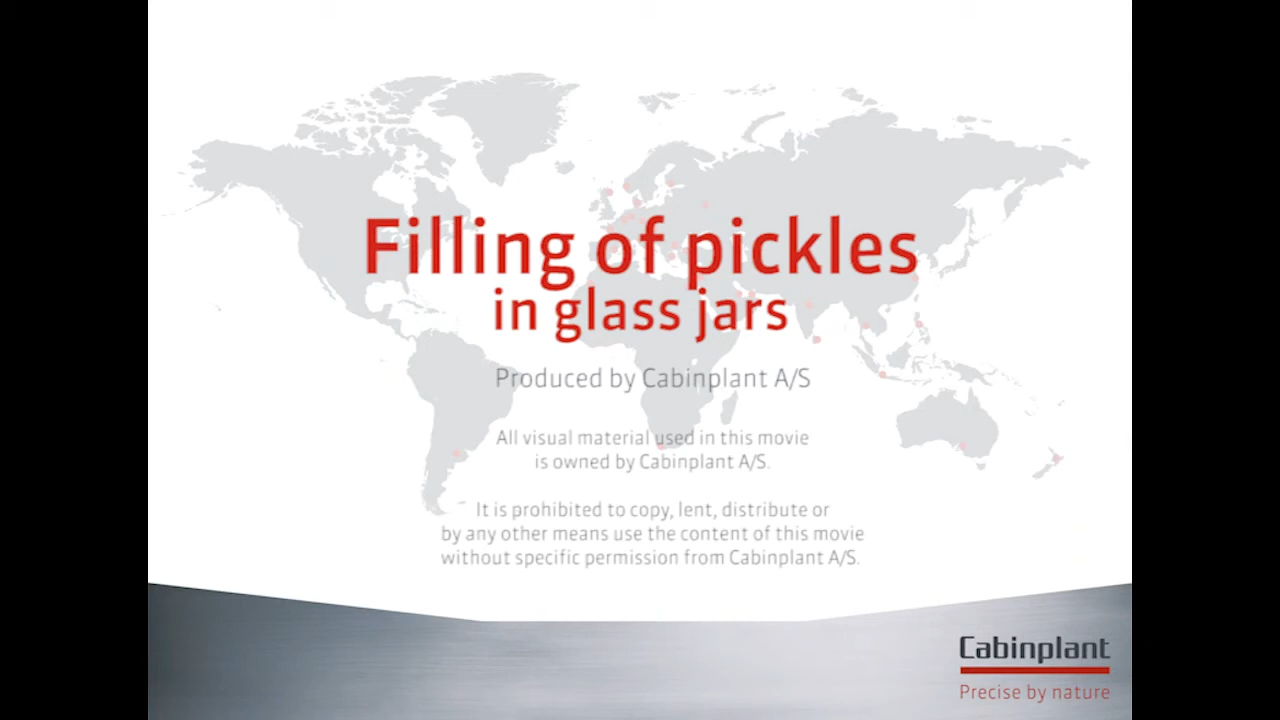 Filling of pickles
in glass jars
Produced by Cabinplant A/S
All visual material used in this movie
is owned by Cabinplant A/S.
It is prohibited to copy, lent, distribute or
by any other means use the content of this movie
without specific permission from Cabinplant A/S.
Cabinplant
Precise by nature